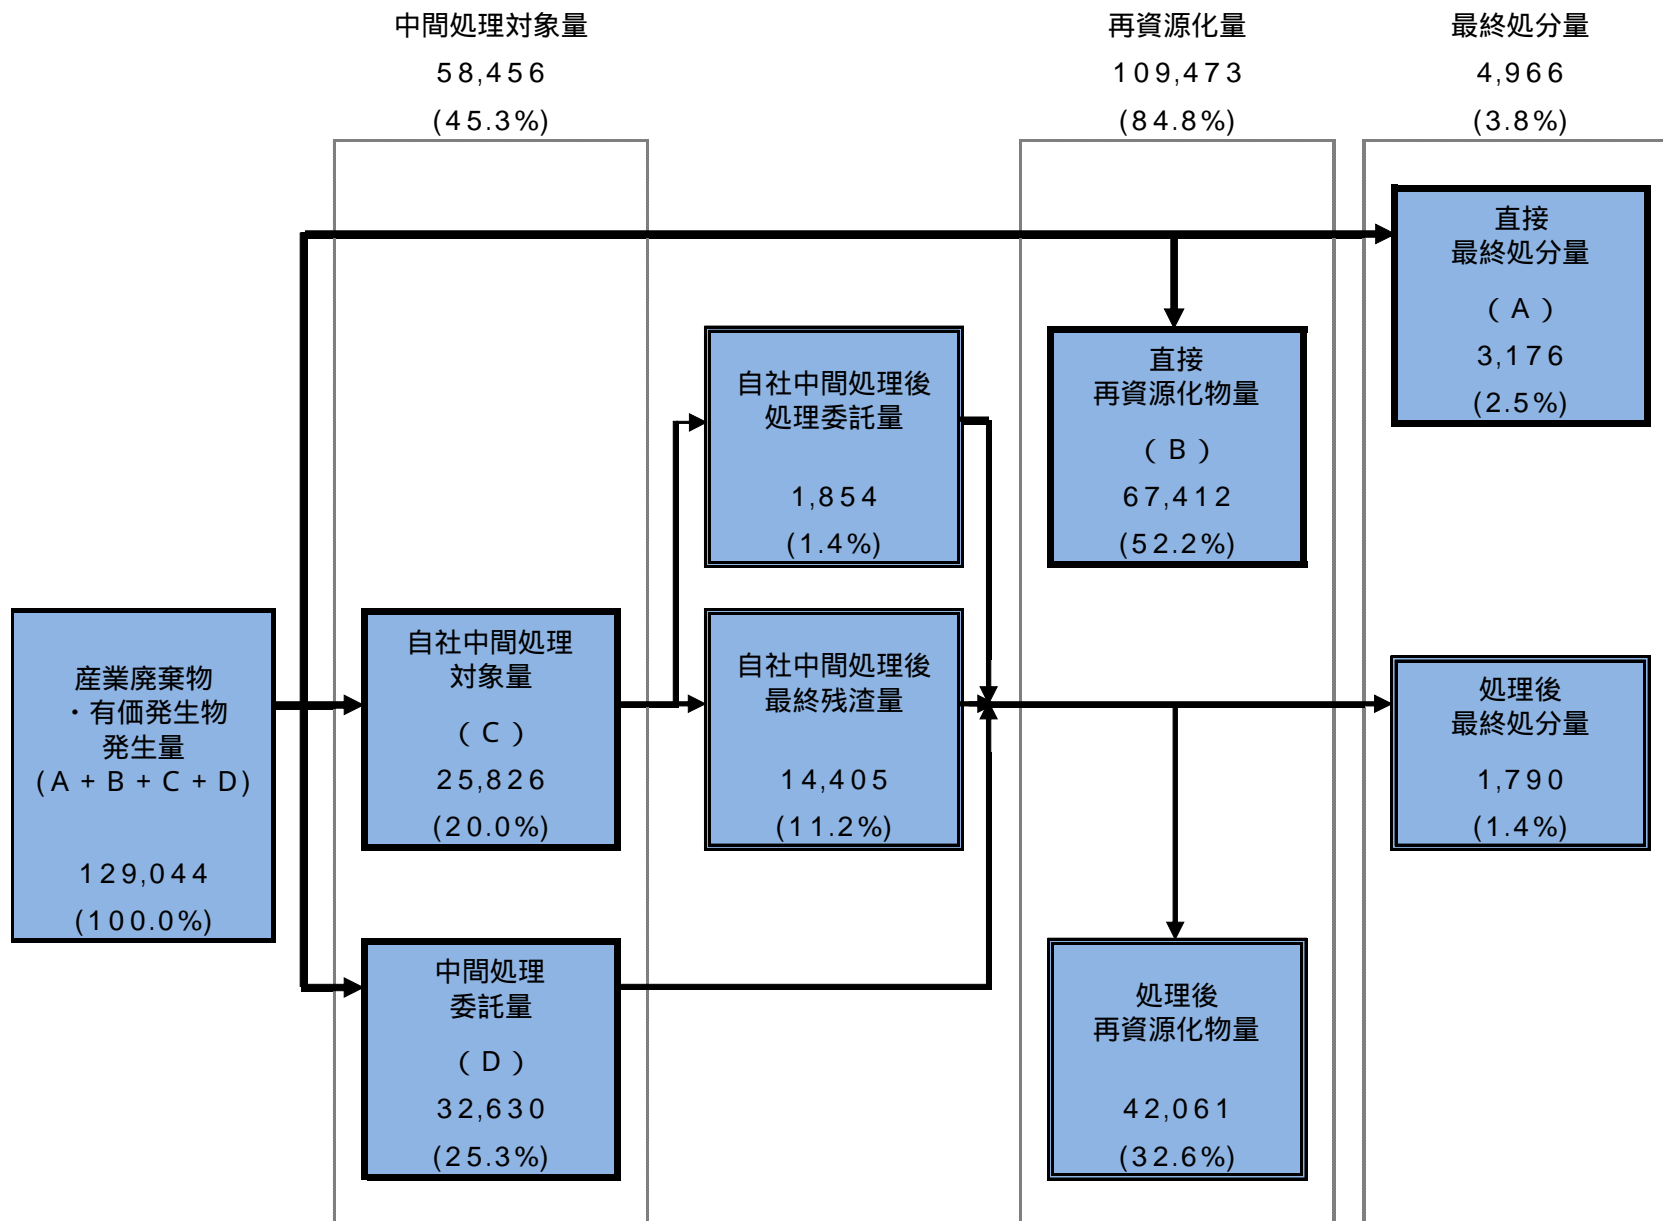 中間処理対象量
58,456
(45.3%)
再資源化量
109,473
(84.8%)
最終処分量
4,966
(3.8%)
直接
最終処分量
(A)
3,176
(2.5%)
自社中間処理後
処理委託量
1,854
(1.4%)
直接
再資源化物量
(B)
67,412
(52.2%)
産業廃棄物
・有価発生物
発生量
(A+B+C+D)
129,044
(100.0%)
自社中間処理
対象量
(C)
25,826
(20.0%)
自社中間処理後
最終残渣量
14,405
(11.2%)
処理後
最終処分量
1,790
(1.4%)
中間処理
委託量
(D)
32,630
(25.3%)
処理後
再資源化物量
42,061
(32.6%)